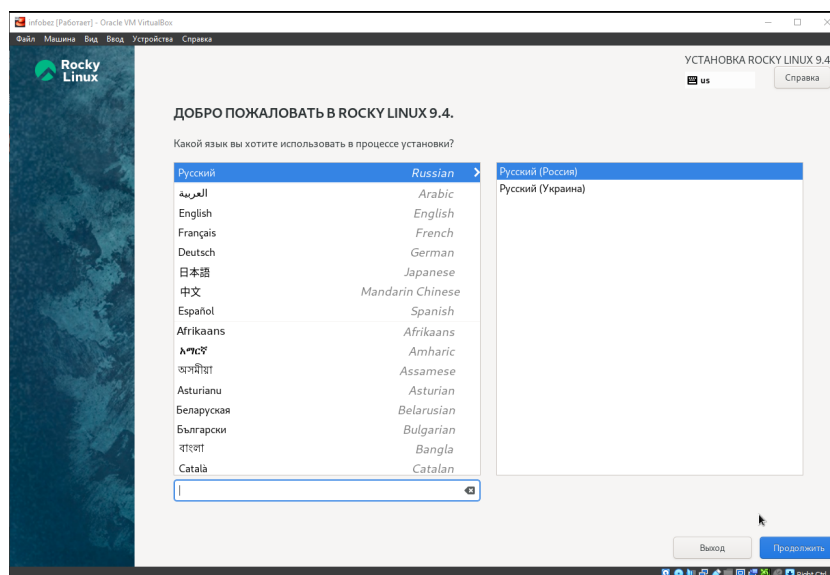 infobez [Работает] - Oracle VM VirtualBox
Файл Машина Вид Ввод Устройства Справка
Rocky
Linux
УСТАНОВКА ROCKY LINUX 9.4
us
Справка
ДОБРО ПОЖАЛОВАТЬ В ROCKY LINUX 9.4.
Какой язык вы хотите использовать в процессе установки?
Русский Russian
العربية Arabic
English English
Français French
Deutsch German
日本語 Japanese
中文 Mandarin Chinese
Español Spanish
Afrikaans Afrikaans
አማርኛ Amharic
অসমীয়া Assamese
Asturianu Asturian
Беларуская Belarusian
Български Bulgarian
বাংলা Bangla
Català Catalan
Русский (Россия)
Русский (Украина)
Выход
Продолжить
Right Ctrl